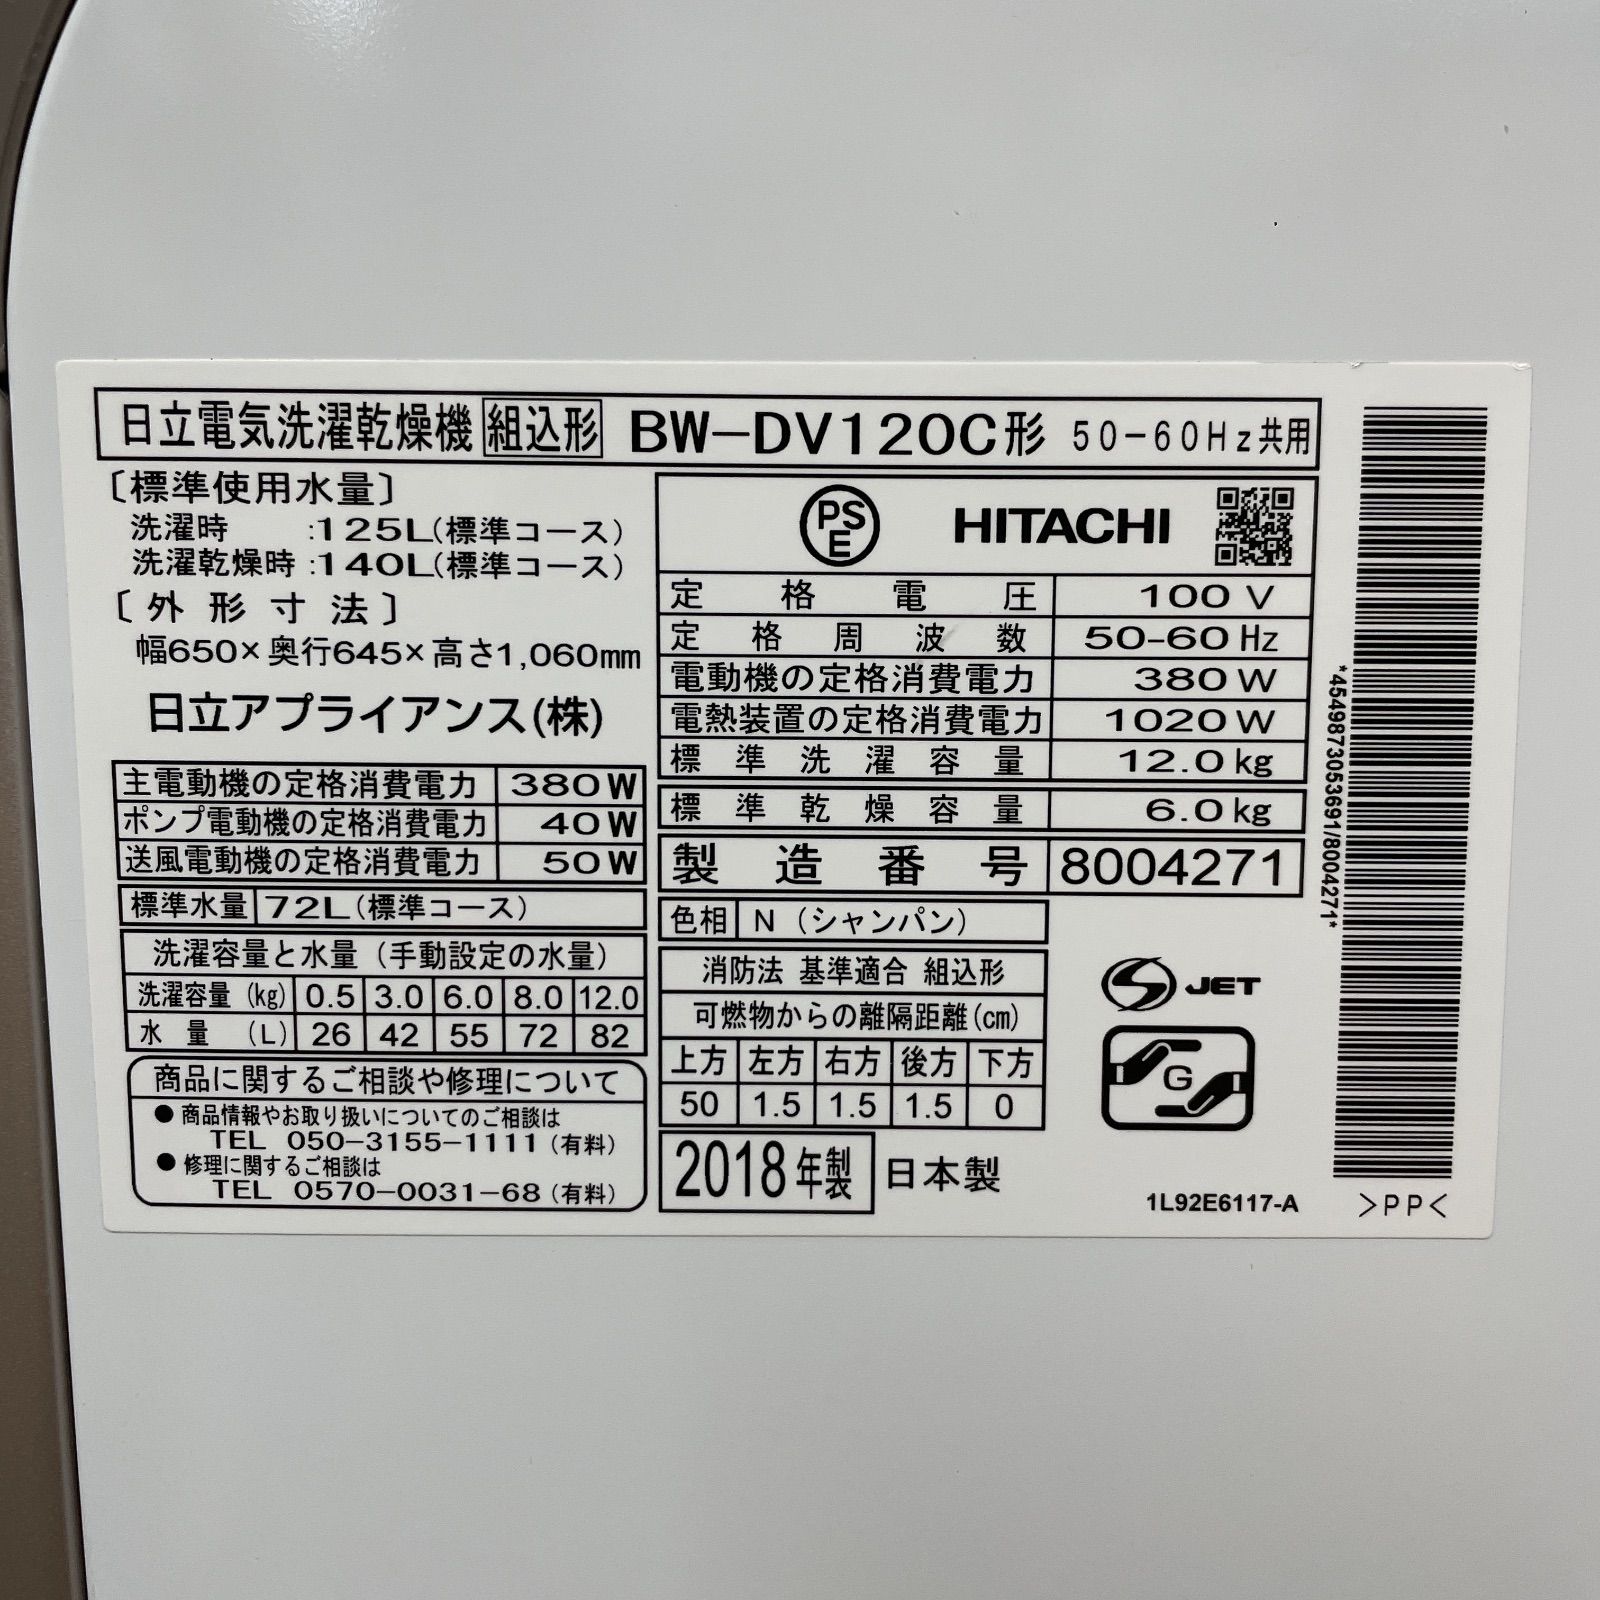 日立電気洗濯乾燥機 組込形 BW-DV120C形 50-60Hz共用
〔標準使用水量〕
洗濯時 :125L(標準コース)
洗濯乾燥時:140L(標準コース)
〔外形寸法〕
幅650×奥行645×高さ1,060mm
日立アプライアンス(株)
主電動機の定格消費電力 380W
ポンプ電動機の定格消費電力 40W
送風電動機の定格消費電力 50W
標準水量 72L(標準コース)
洗濯容量と水量(手動設定の水量)
洗濯容量(kg) 0.5 3.0 6.0 8.0 12.0
水量(L) 26 42 55 72 82
商品に関するご相談や修理について
● 商品情報やお取り扱いについてのご相談は
TEL 050-3155-1111(有料)
● 修理に関するご相談は
TEL 0570-0031-68(有料)
PSE HITACHI
定格電圧 100V
定格周波数 50-60Hz
電動機の定格消費電力 380W
電熱装置の定格消費電力 1020W
標準洗濯容量 12.0kg
標準乾燥容量 6.0kg
製造番号 8004271
色相 N(シャンパン)
消防法 基準適合 組込形
可燃物からの離隔距離(cm)
上方 左方 右方 後方 下方
50 1.5 1.5 1.5 0
2018年製 日本製
S JET
G
1L92E6117-A
*4549873053691/8004271*
>PP<